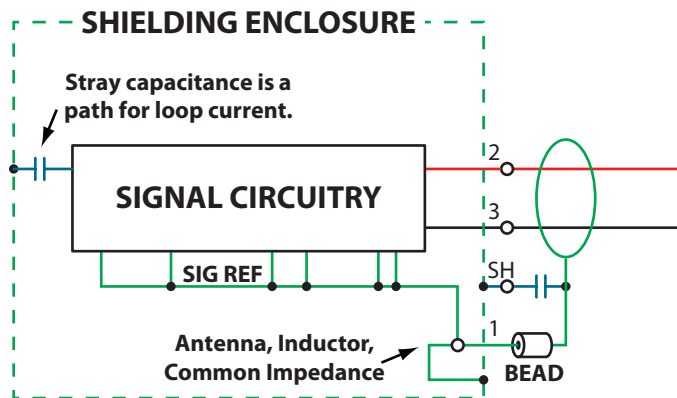 SHIELDING ENCLOSURE
Stray capacitance is a
path for loop current.
SIGNAL CIRCUITRY
2
3
SIG REF
SH
1
Antenna, Inductor,
Common Impedance
BEAD